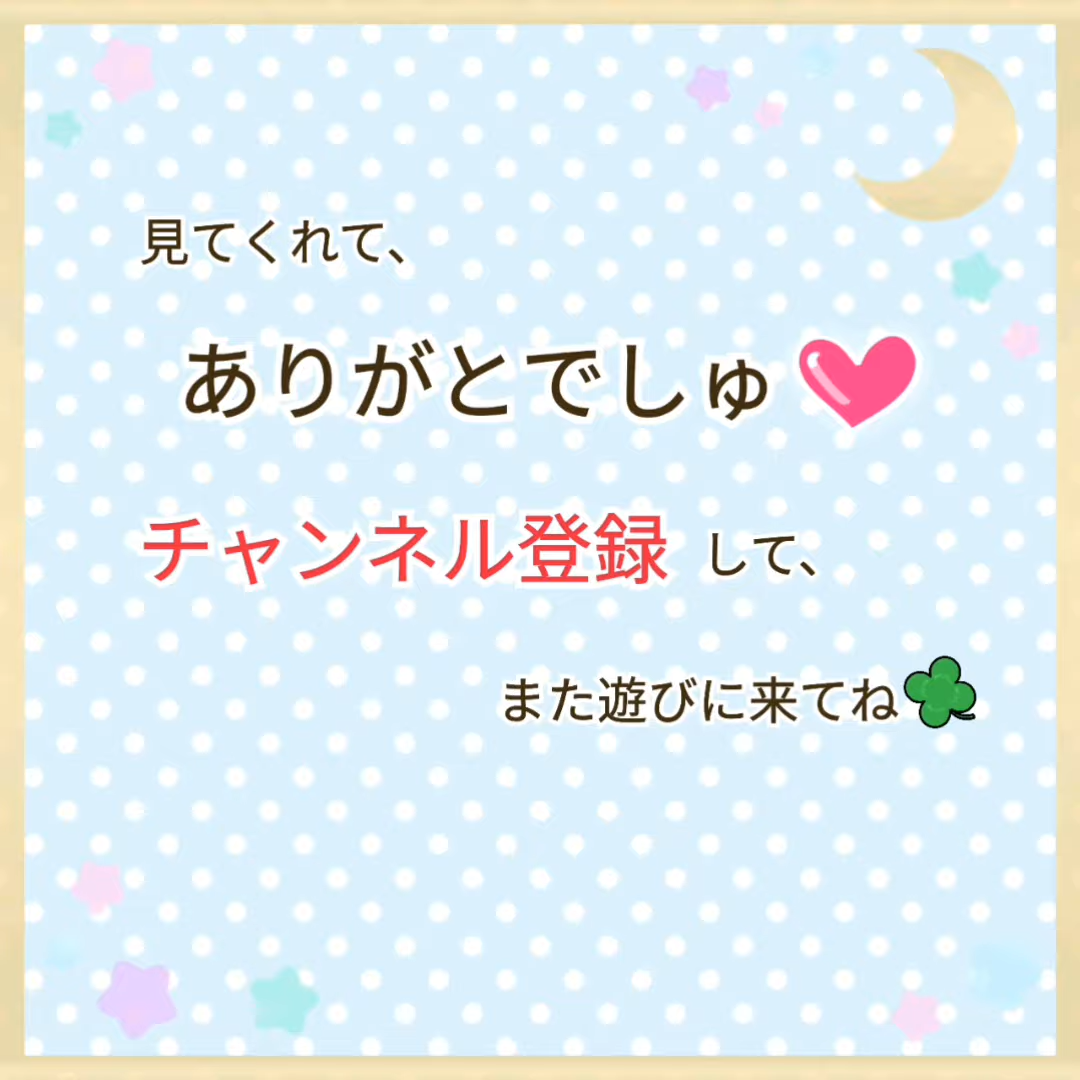 見てくれて、
ありがとでしゅ
チャンネル登録 して、
また遊びに来てね